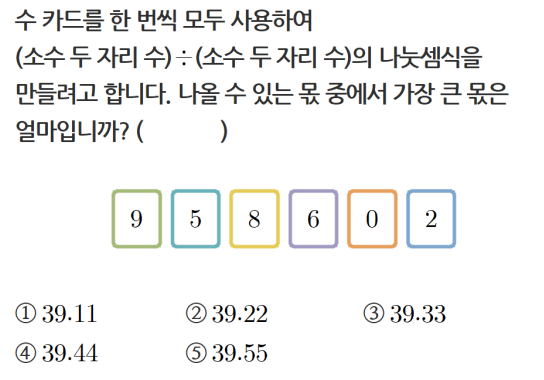 수 카드를 한 번씩 모두 사용하여
(소수 두 자리 수)÷(소수 두 자리 수)의 나눗셈식을
만들려고 합니다. 나올 수 있는 몫 중에서 가장 큰 몫은
얼마입니까? ( )
9 5 8 6 0 2
① 39.11 ② 39.22 ③ 39.33
④ 39.44 ⑤ 39.55